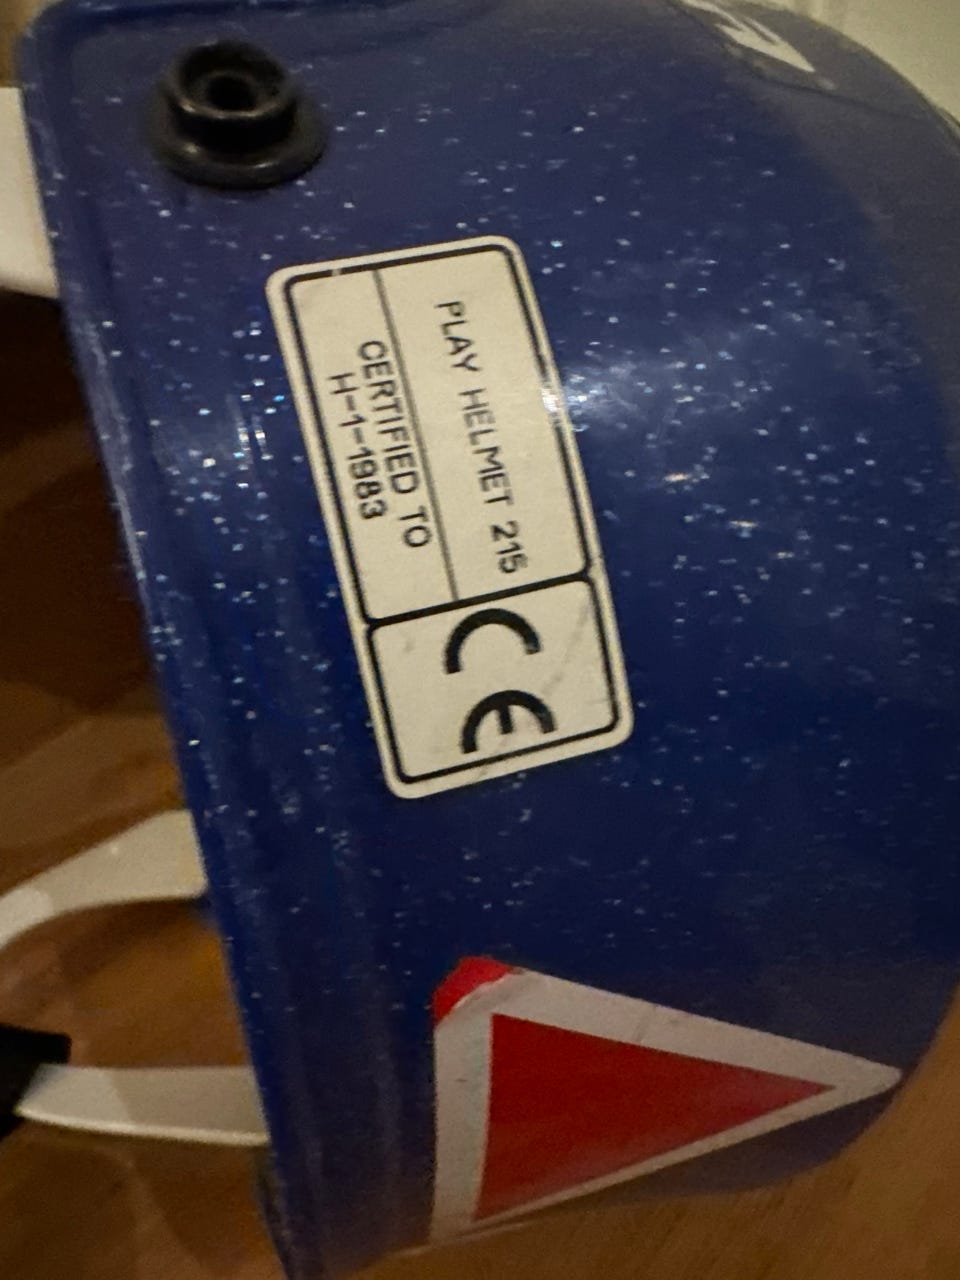 PLAY HELMET 215
CERTIFIED TO
H-1-1983
CE